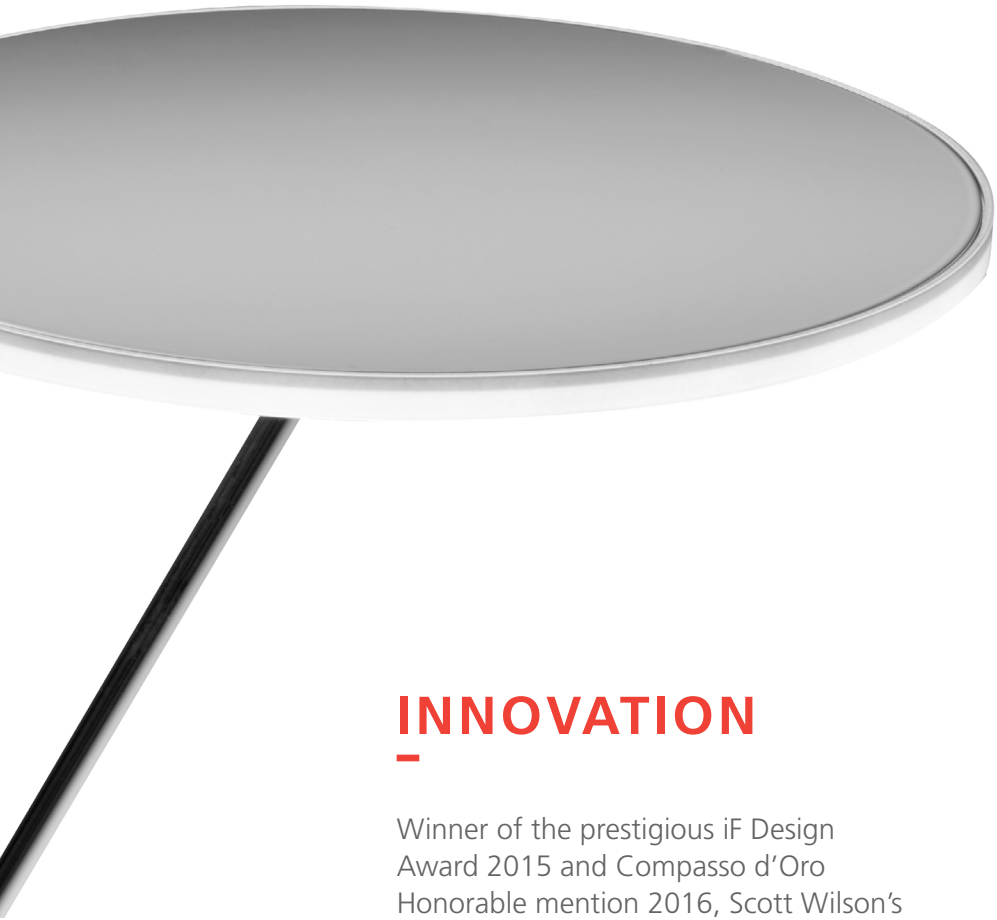 INNOVATION
Winner of the prestigious iF Design
Award 2015 and Compasso d’Oro
Honorable mention 2016, Scott Wilson’s